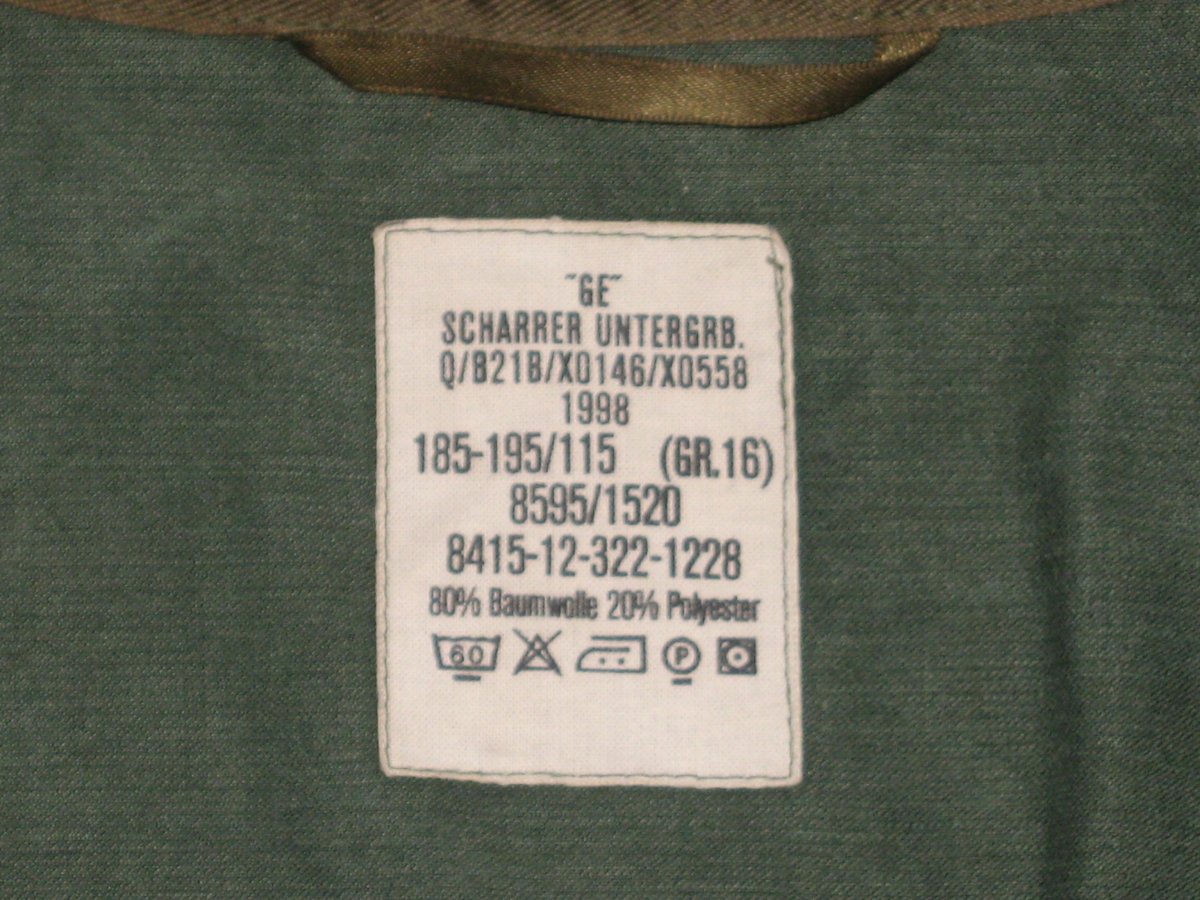 "GE"
SCHARRER UNTERGRB.
Q/B21B/X0146/X0558
1998
185-195/115 (GR.16)
8595/1520
8415-12-322-1228
80% Baumwolle 20% Polyester
60 P